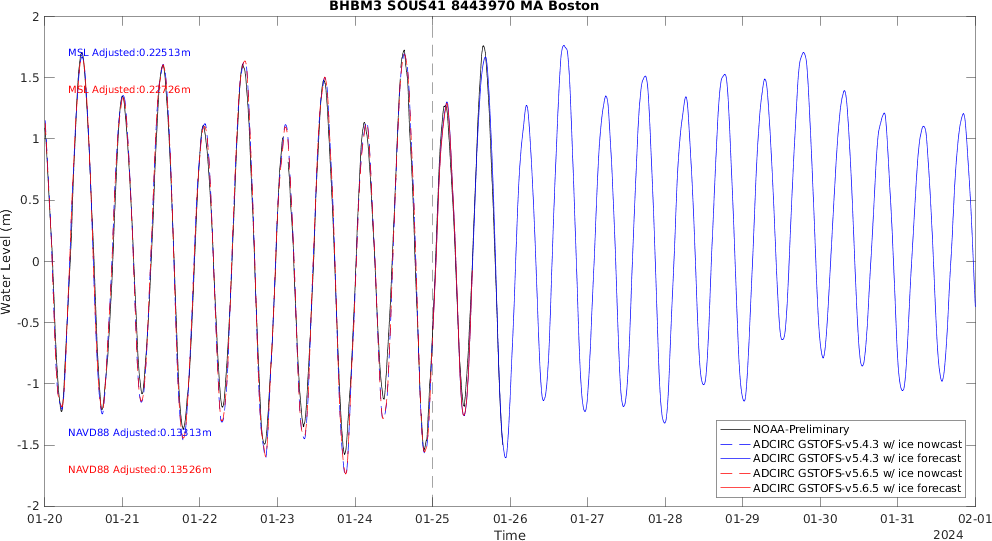 BHBM3 SOUS41 8443970 MA Boston
2
1.5
1
0.5
0
-0.5
-1
-1.5
-2
Water Level (m)
MSL Adjusted:0.22513m
MSL Adjusted:0.22726m
NAVD88 Adjusted:0.13313m
NAVD88 Adjusted:0.13526m
NOAA-Preliminary
ADCIRC GSTOFS-v5.4.3 w/ ice nowcast
ADCIRC GSTOFS-v5.4.3 w/ ice forecast
ADCIRC GSTOFS-v5.6.5 w/ ice nowcast
ADCIRC GSTOFS-v5.6.5 w/ ice forecast
01-20 01-21 01-22 01-23 01-24 01-25 01-26 01-27 01-28 01-29 01-30 01-31 02-01
Time
2024